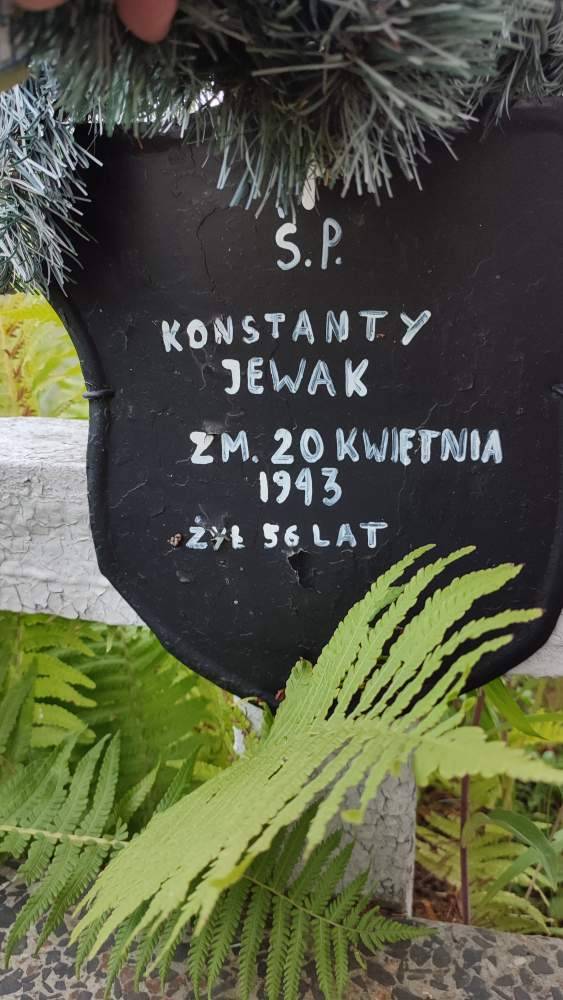 Ś.P.
KONSTANTY
JEWAK
ZM. 20 KWIETNIA
1943
ŻYŁ 56 LAT